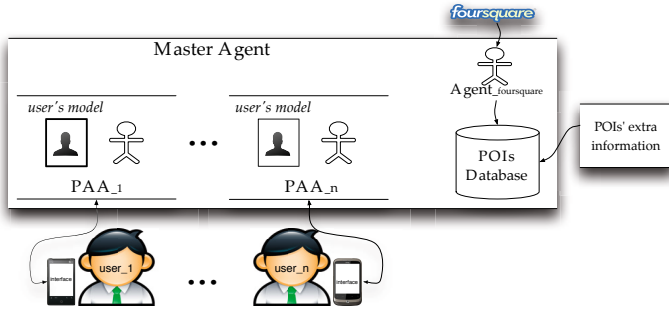 foursquare
Master Agent
Agent_foursquare
user's model
user's model
...
POIs
Database
POIs' extra
information
PAA_1
PAA_n
user_1
user_n
interface
interface
...